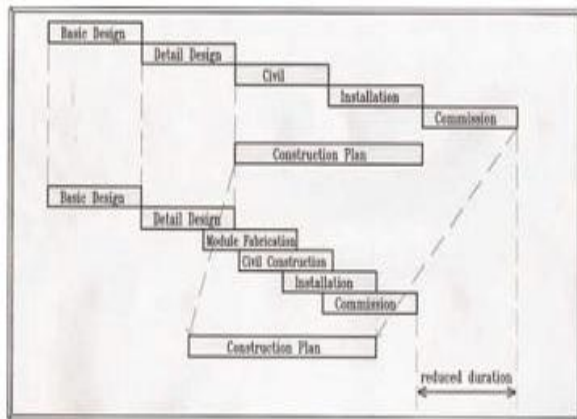 Basic Design
Detail Design
Civil
Installation
Commission
Construction Plan
Basic Design
Detail Design
Module Fabrication
Civil Construction
Installation
Commission
Construction Plan
reduced duration